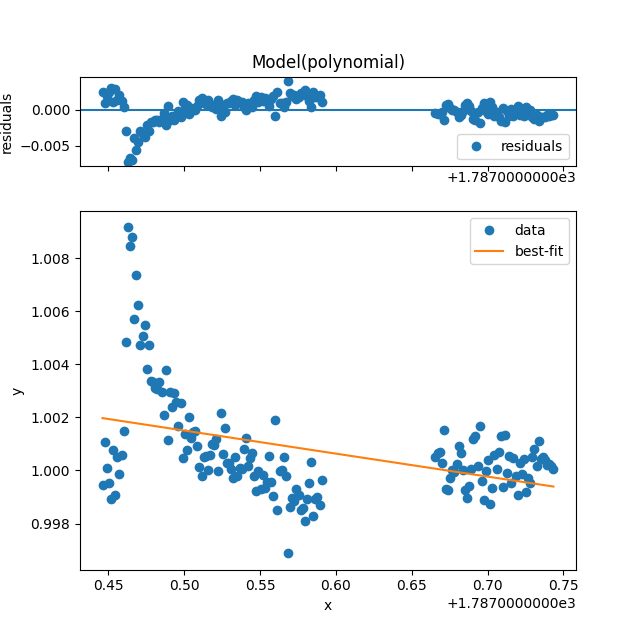 Model(polynomial)
residuals
0.000
−0.005
residuals
+1.7870000000e3
y
1.008
1.006
1.004
1.002
1.000
0.998
data
best-fit
0.45 0.50 0.55 0.60 0.65 0.70 0.75
x
+1.7870000000e3